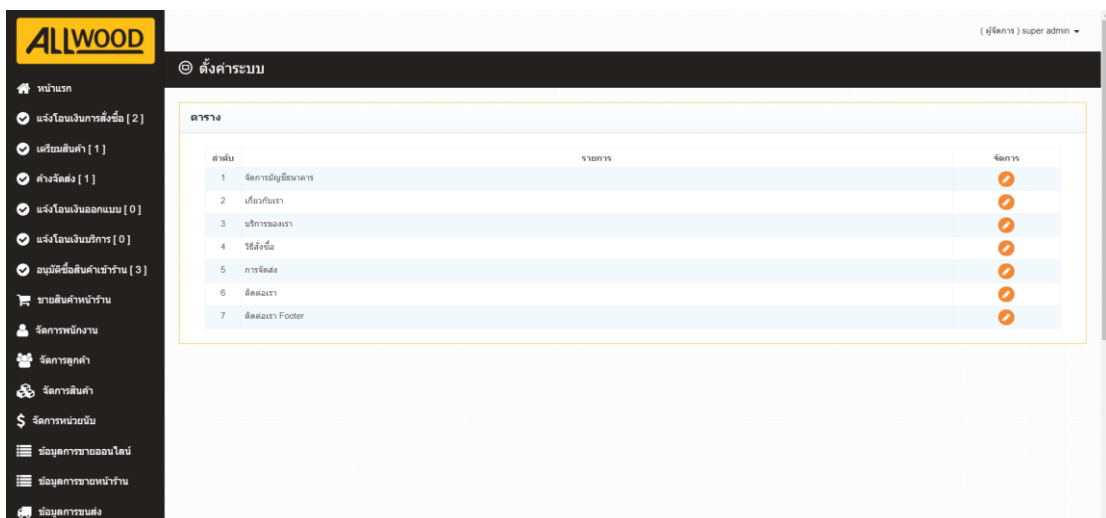 ALLWOOD
( ผู้จัดการ ) super admin
ตั้งค่าระบบ
หน้าแรก
แจ้งโอนเงินการสั่งซื้อ [ 2 ]
เตรียมสินค้า [ 1 ]
ค้างจัดส่ง [ 1 ]
แจ้งโอนเงินออกแบบ [ 0 ]
แจ้งโอนเงินบริการ [ 0 ]
อนุมัติซื้อสินค้าเข้าร้าน [ 3 ]
ขายสินค้าหน้าร้าน
จัดการพนักงาน
จัดการลูกค้า
จัดการสินค้า
จัดการหน่วยนับ
ข้อมูลการขายออนไลน์
ข้อมูลการขายหน้าร้าน
ข้อมูลการขนส่ง
ตาราง
ลำดับ รายการ จัดการ
1 จัดการบัญชีธนาคาร
2 เกี่ยวกับเรา
3 บริการของเรา
4 วิธีสั่งซื้อ
5 การจัดส่ง
6 ติดต่อเรา
7 ติดต่อเรา Footer